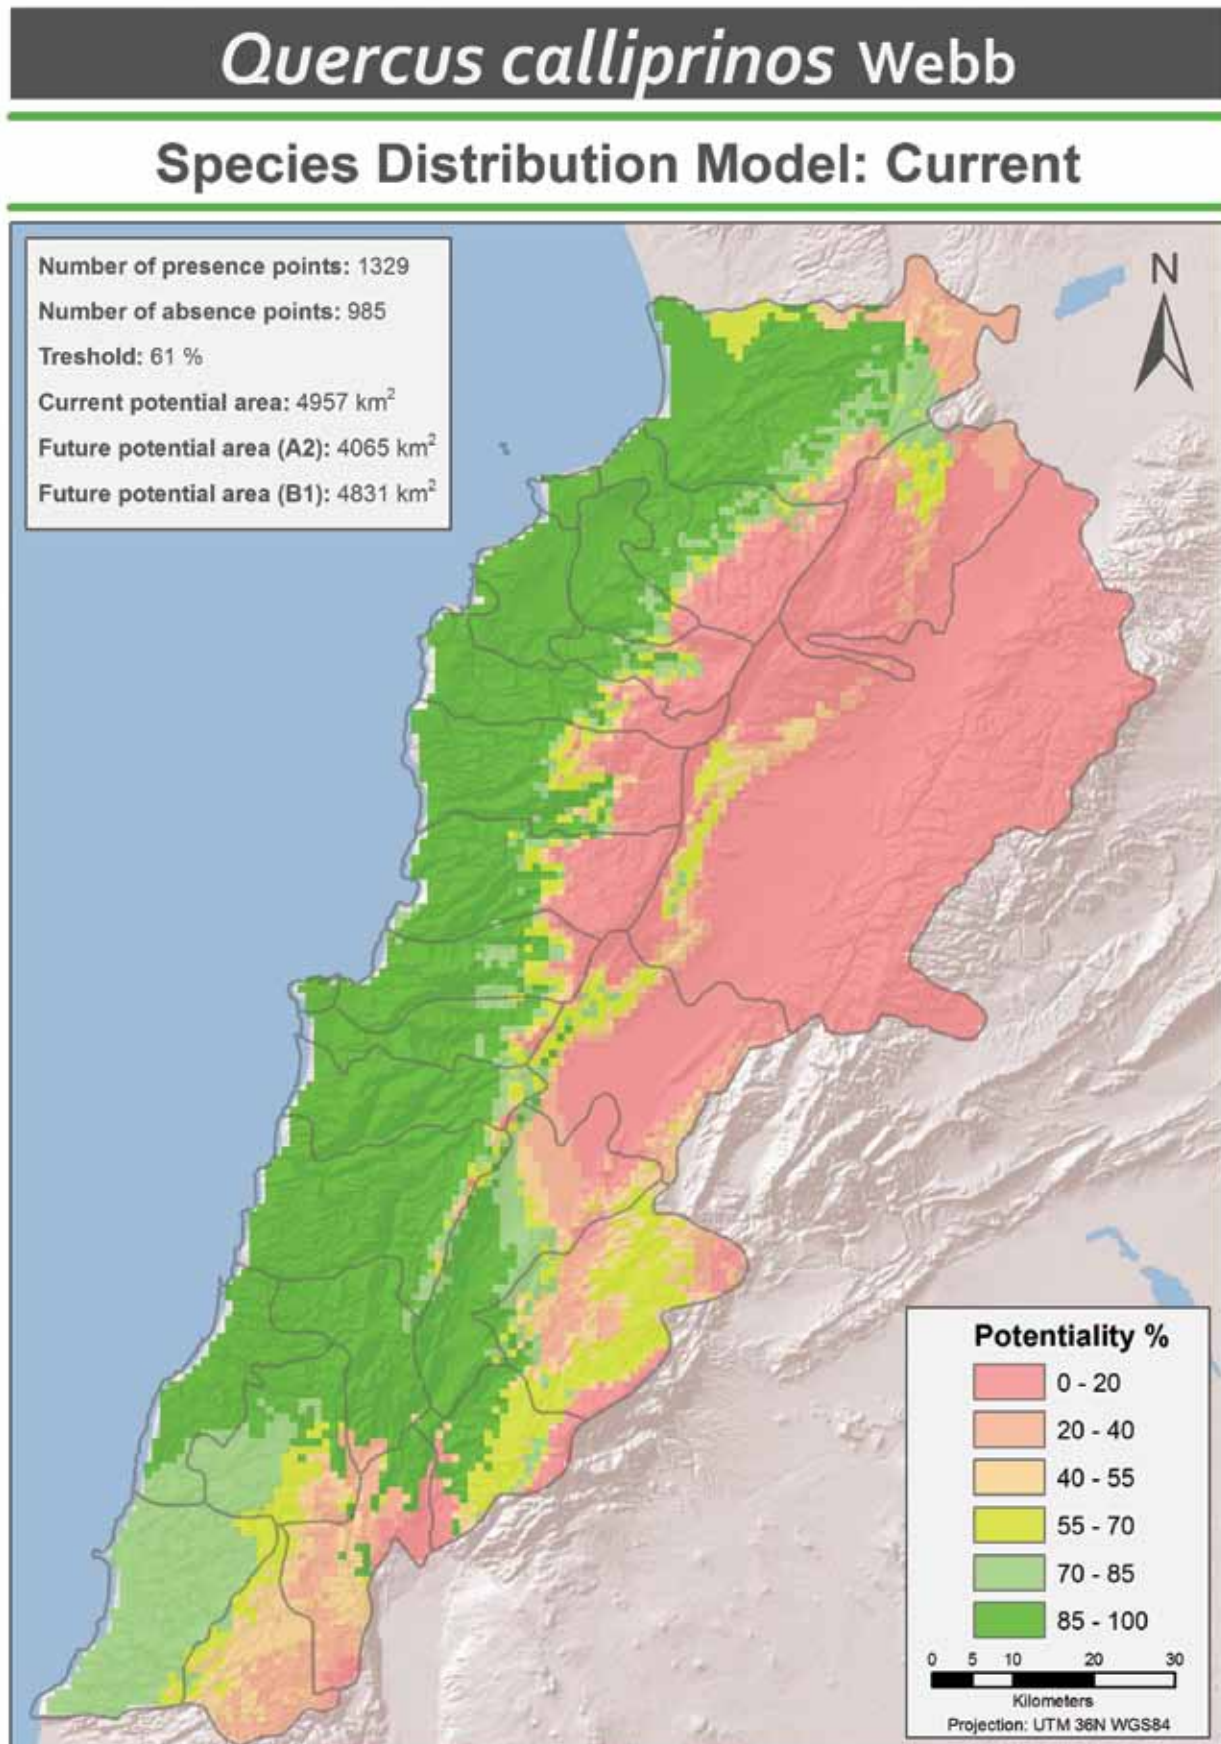 Quercus calliprinos Webb
Species Distribution Model: Current
Number of presence points: 1329
Number of absence points: 985
Treshold: 61 %
Current potential area: 4957 km²
Future potential area (A2): 4065 km²
Future potential area (B1): 4831 km²
N
Potentiality %
0 - 20
20 - 40
40 - 55
55 - 70
70 - 85
85 - 100
0 5 10 20 30
Kilometers
Projection: UTM 36N WGS84